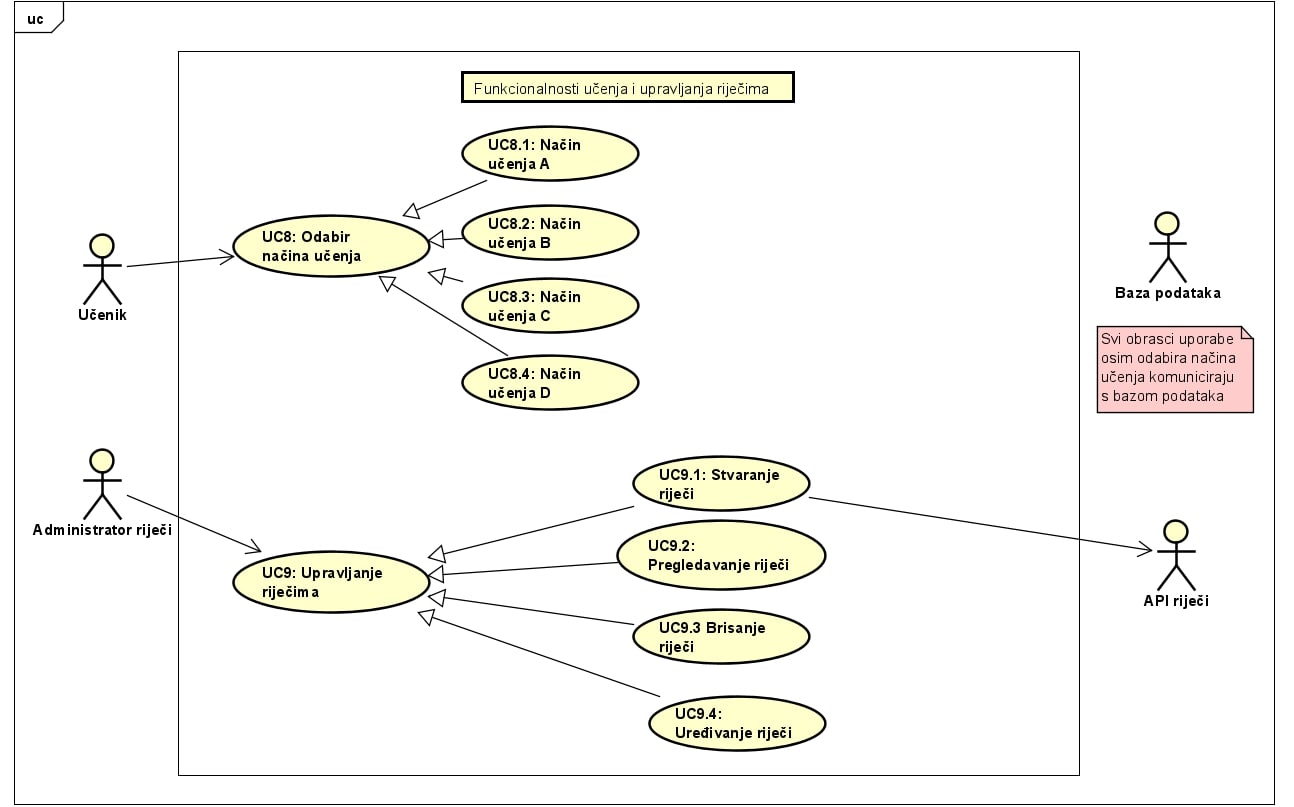 uc
Funkcionalnosti učenja i upravljanja riječima
UC8.1: Način
učenja A
UC8.2: Način
učenja B
UC8: Odabir
načina učenja
UC8.3: Način
učenja C
UC8.4: Način
učenja D
Učenik
Baza podataka
Svi obrasci uporabe
osim odabira načina
učenja komuniciraju
s bazom podataka
Administrator riječi
UC9.1: Stvaranje
riječi
UC9.2:
Pregledavanje riječi
UC9: Upravljanje
riječima
API riječi
UC9.3 Brisanje
riječi
UC9.4:
Uređivanje riječi